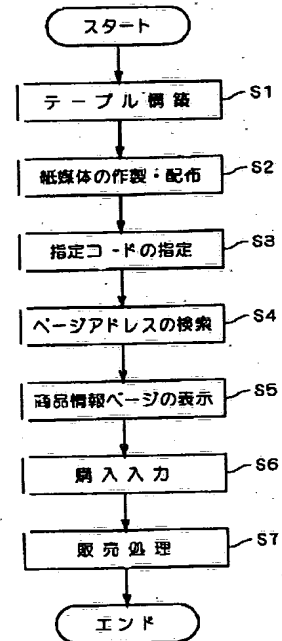 スタート
テーブル構築 S1
紙媒体の作製・配布 S2
指定コードの指定 S3
ページアドレスの検索 S4
商品情報ページの表示 S5
購入入力 S6
販売処理 S7
エンド